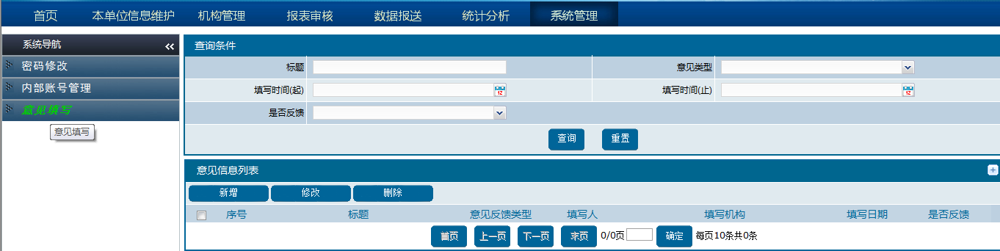 首页 本单位信息维护 机构管理 报表审核 数据报送 统计分析 系统管理
系统导航
密码修改
内部账号管理
意见填写
意见填写
查询条件
标题 意见类型
填写时间(起) 12 填写时间(止) 12
是否反馈
查询 重置
意见信息列表
新增 修改 删除
序号 标题 意见反馈类型 填写人 填写机构 填写日期 是否反馈
首页 上一页 下一页 末页 0/0页 确定 每页10条共0条